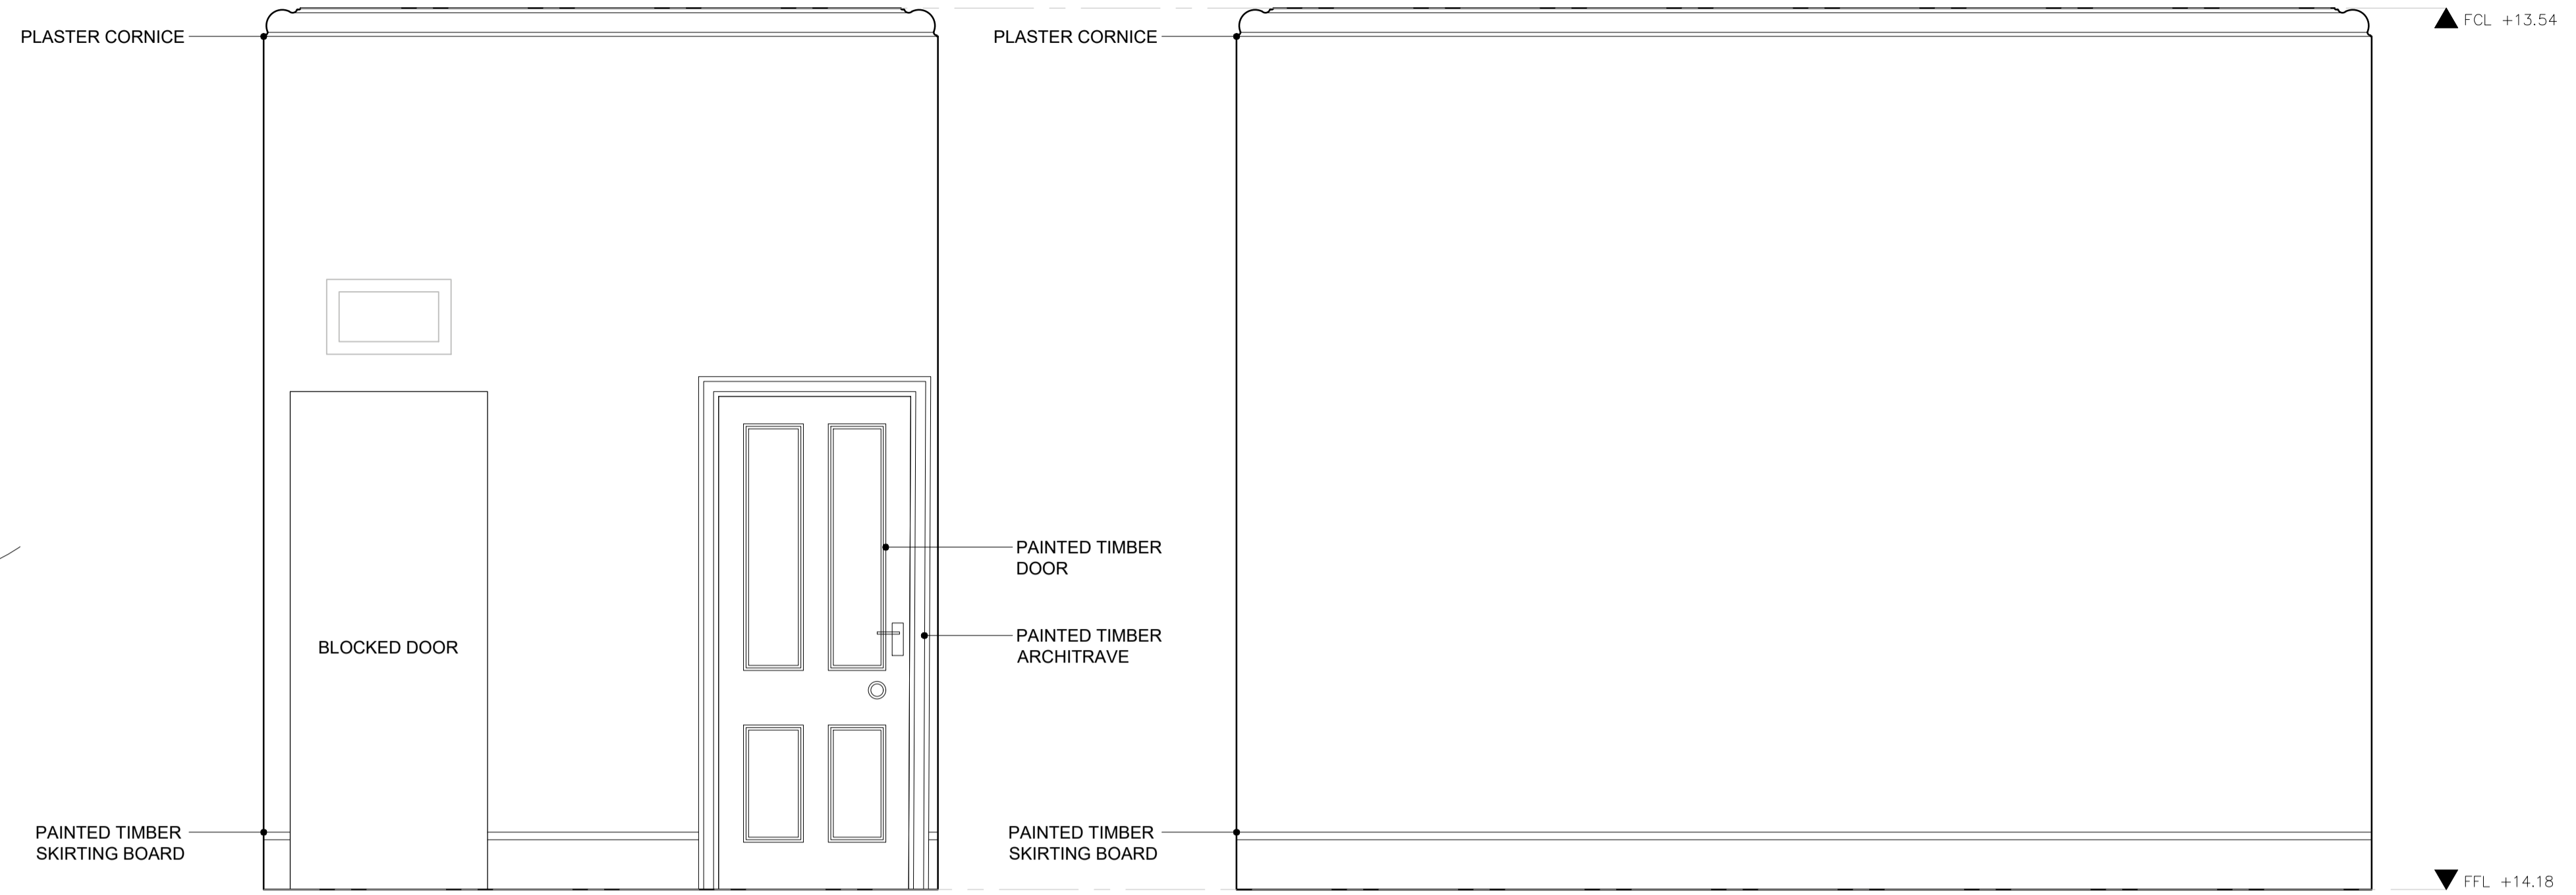 PLASTER CORNICE
PLASTER CORNICE
FCL +13.54
PAINTED TIMBER
DOOR
BLOCKED DOOR
PAINTED TIMBER
ARCHITRAVE
PAINTED TIMBER
SKIRTING BOARD
PAINTED TIMBER
SKIRTING BOARD
FFL +14.18